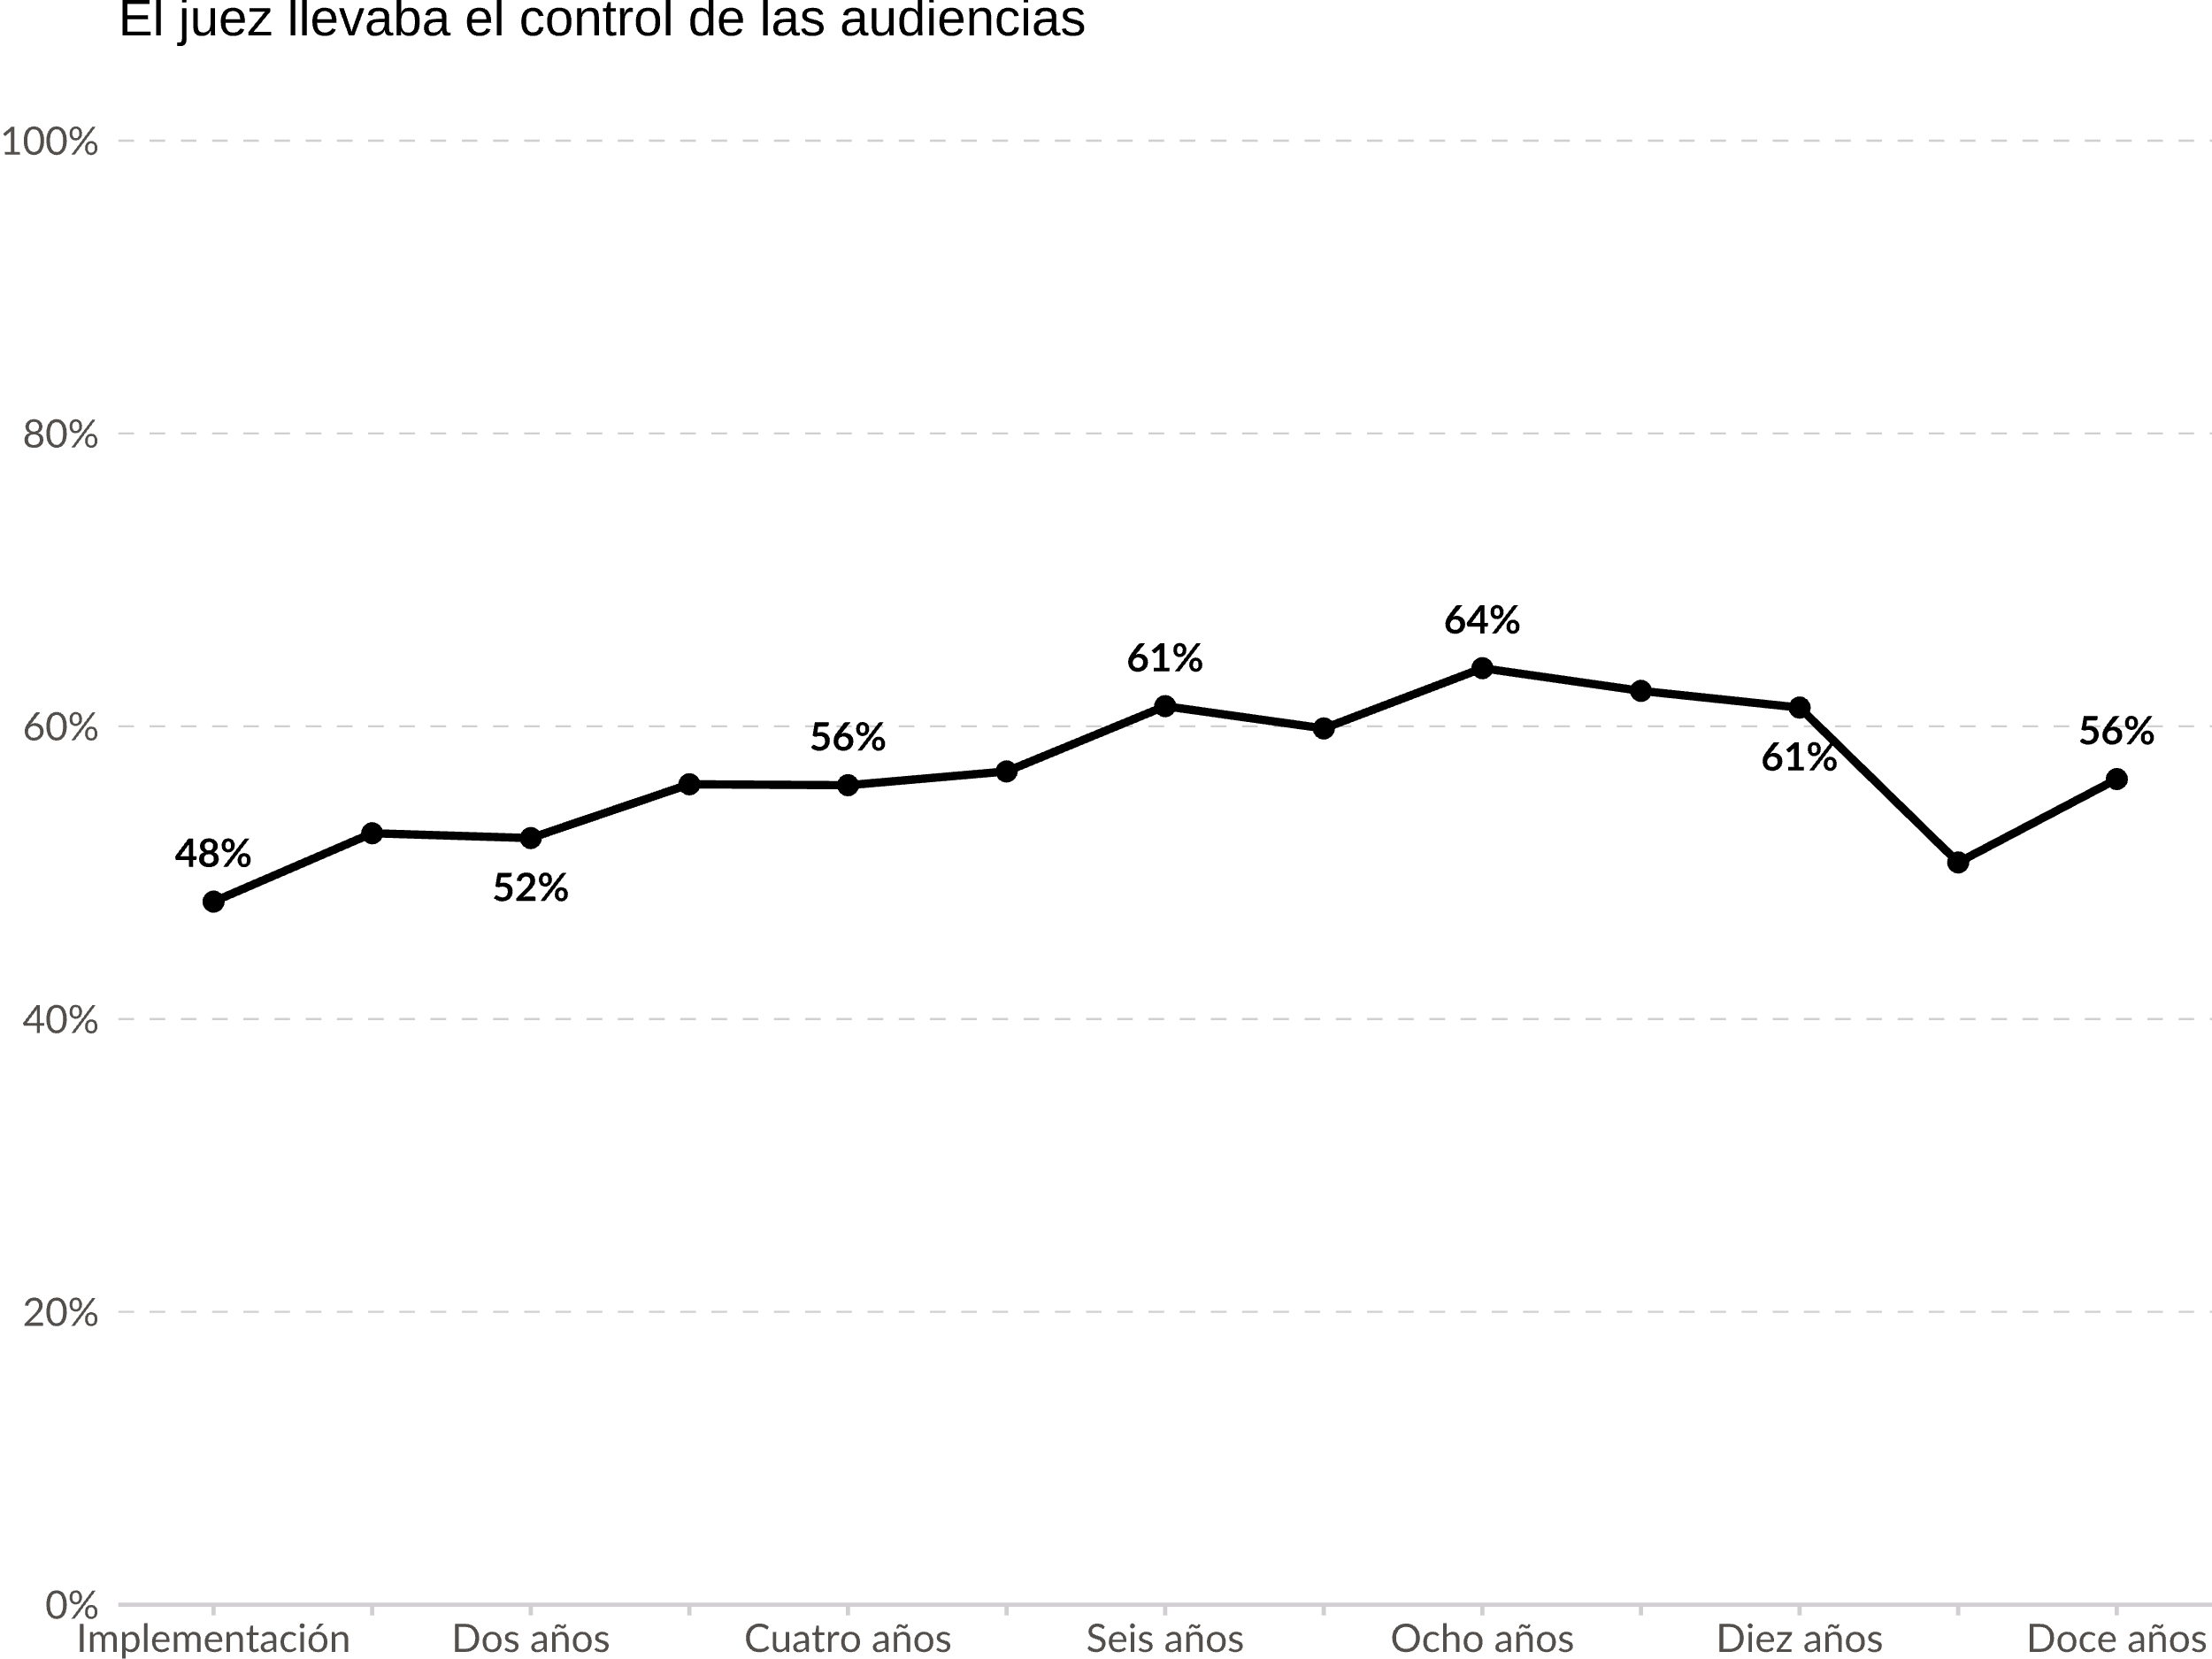 El juez llevaba el control de las audiencias
100%
80%
60%
40%
20%
0%
48%
52%
56%
61%
64%
61%
56%
Implementación
Dos años
Cuatro años
Seis años
Ocho años
Diez años
Doce años